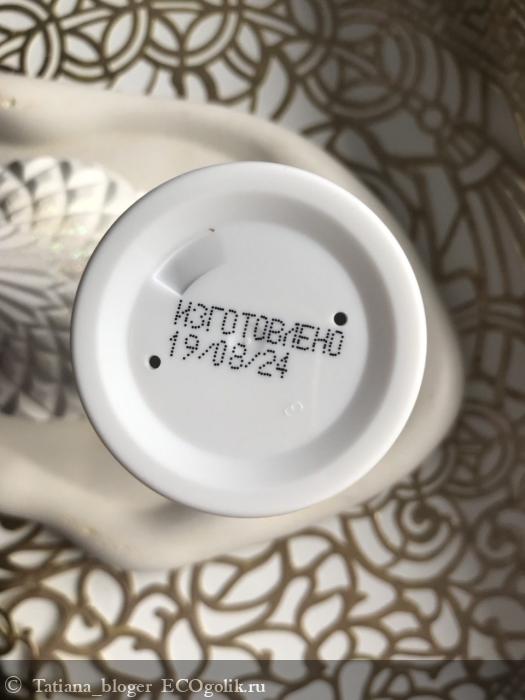 ИЗГОТОВЛЕНО
19/08/24
© Tatiana_bloger ECOgolik.ru